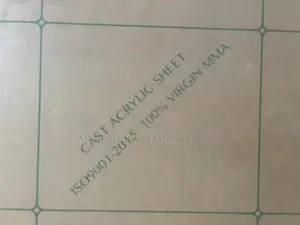 CAST ACRYLIC SHEET
ISO9001-2015 100% VIRGIN MMA